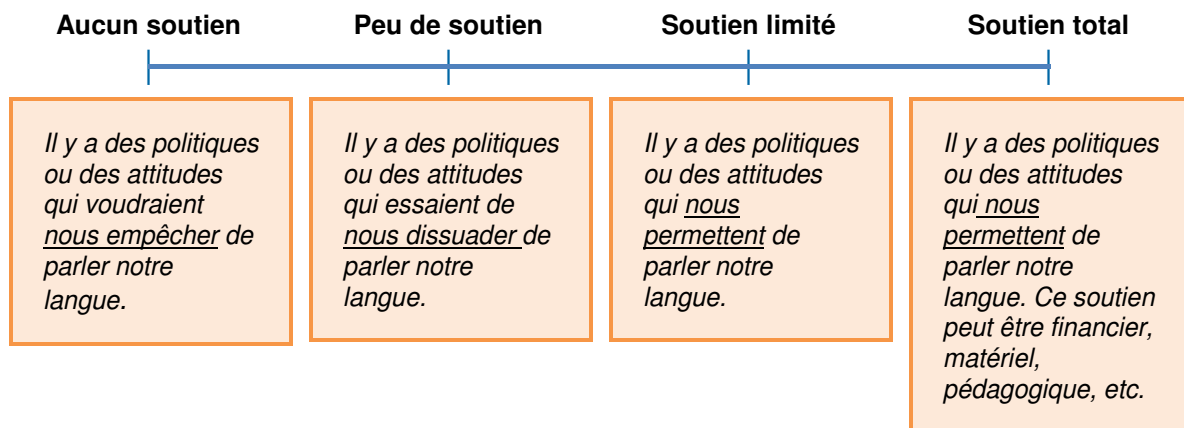 Aucun soutien
Peu de soutien
Soutien limité
Soutien total
Il y a des politiques
ou des attitudes
qui voudraient
nous empêcher de
parler notre
langue.
Il y a des politiques
ou des attitudes
qui essaient de
nous dissuader de
parler notre
langue.
Il y a des politiques
ou des attitudes
qui nous
permettent de
parler notre
langue.
Il y a des politiques
ou des attitudes
qui nous
permettent de
parler notre
langue. Ce soutien
peut être financier,
matériel,
pédagogique, etc.